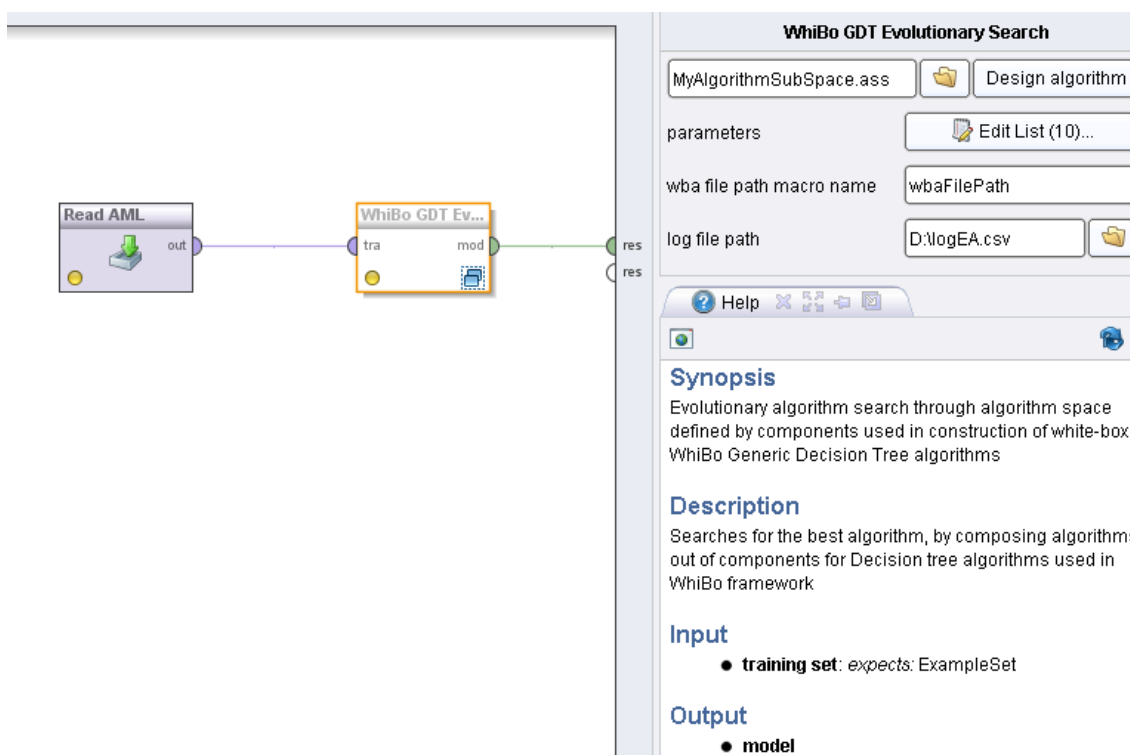 Read AML
out
WhiBo GDT Ev...
tra
mod
res
res
WhiBo GDT Evolutionary Search
MyAlgorithmSubSpace.ass
Design algorithm
parameters
Edit List (10)...
wba file path macro name
wbaFilePath
log file path
D:\logEA.csv
Help
Synopsis
Evolutionary algorithm search through algorithm space
defined by components used in construction of white-box
WhiBo Generic Decision Tree algorithms
Description
Searches for the best algorithm, by composing algorithms
out of components for Decision tree algorithms used in
WhiBo framework
Input
● training set: expects: ExampleSet
Output
● model